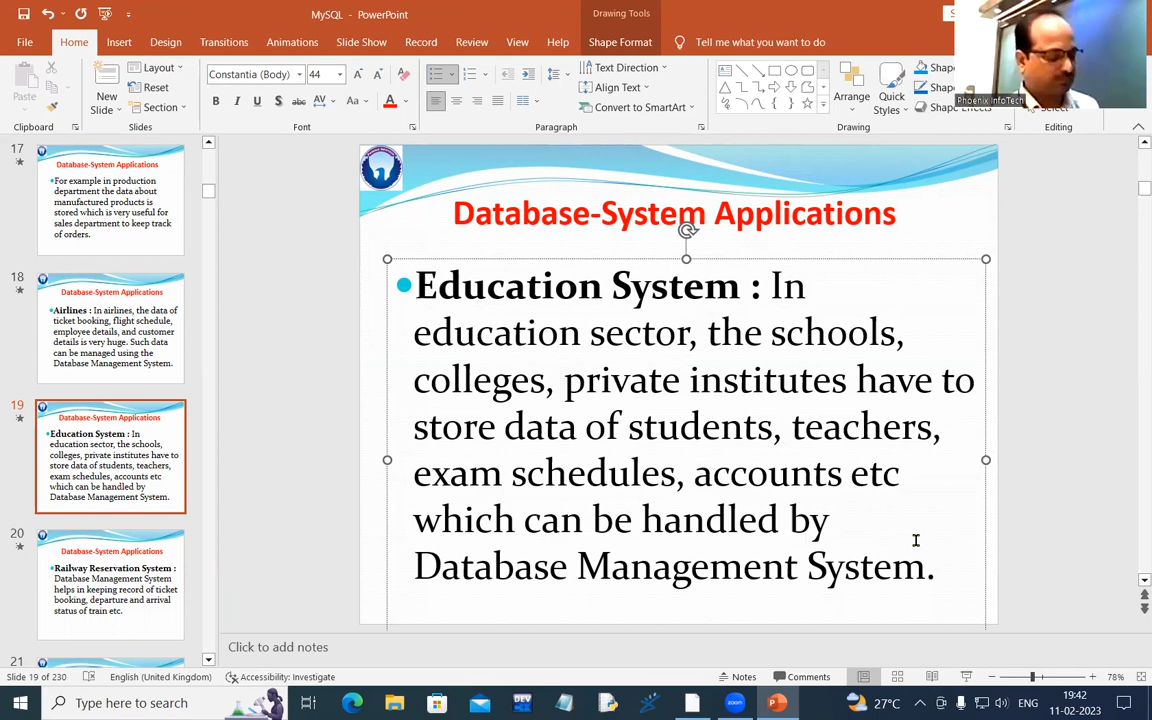 MySQL - PowerPoint
Drawing Tools
File Home Insert Design Transitions Animations Slide Show Record Review View Help Shape Format Tell me what you want to do
Paste
New
Slide
Layout
Reset
Section
Constantia (Body) 44
Text Direction
Align Text
Convert to SmartArt
Arrange
Quick
Styles
Clipboard Slides Font Paragraph Drawing Editing
Phoenix InfoTech
17
Database-System Applications
For example in production
department the data about
manufactured products is
stored which is very useful for
sales department to keep track
of orders.
18
Database-System Applications
Airlines : In airlines, the data of
ticket booking, flight schedule,
employee details, and customer
details is very huge. Such data
can be managed using the
Database Management System.
19
Database-System Applications
Education System : In
education sector, the schools,
colleges, private institutes have to
store data of students, teachers,
exam schedules, accounts etc
which can be handled by
Database Management System.
20
Database-System Applications
Railway Reservation System :
Database Management System
helps in keeping record of ticket
booking, departure and arrival
status of train etc.
21
Database-System Applications
•Education System : In
education sector, the schools,
colleges, private institutes have to
store data of students, teachers,
exam schedules, accounts etc
which can be handled by
Database Management System.
Click to add notes
Slide 19 of 230 English (United Kingdom) Accessibility: Investigate Notes Comments 78%
Type here to search
27°C ENG
19:42
11-02-2023